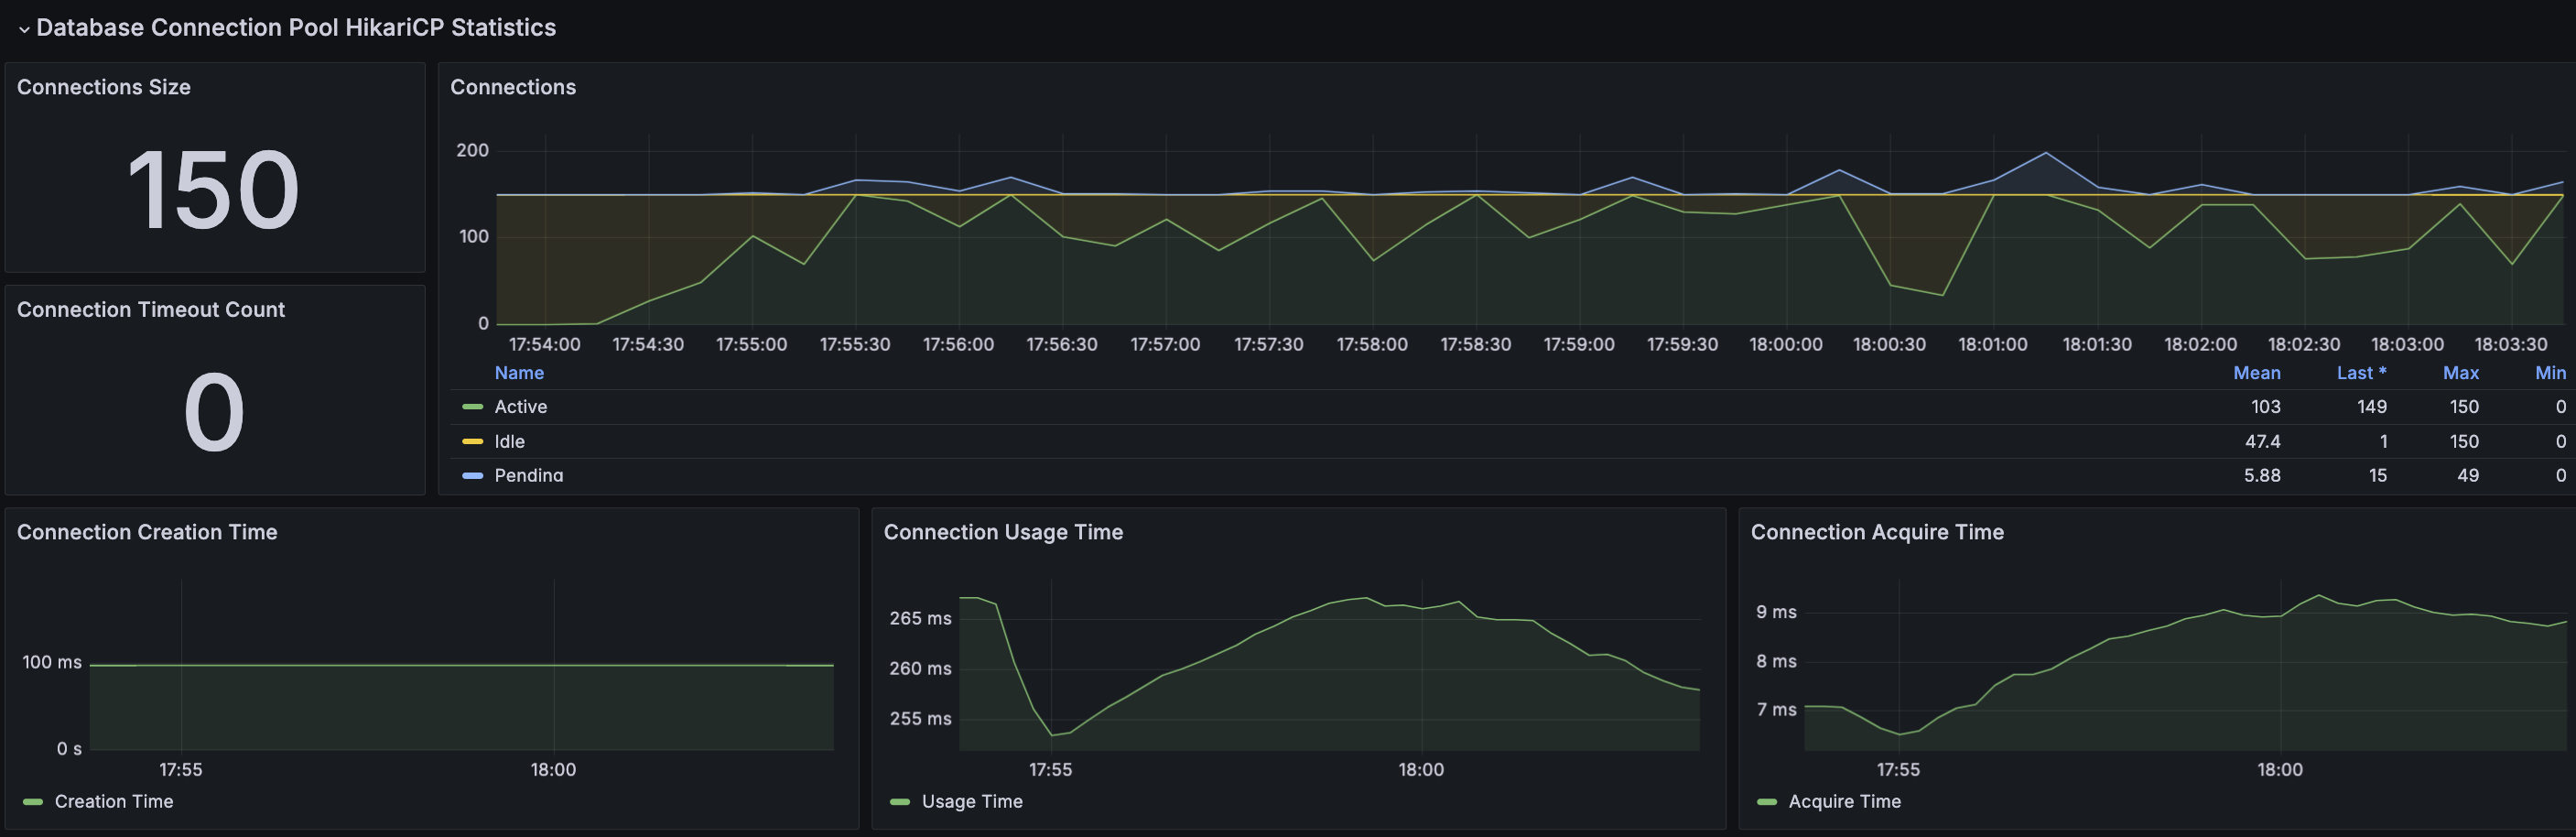 Database Connection Pool HikariCP Statistics
Connections Size
150
Connection Timeout Count
0
Connections
200
100
0
17:54:00 17:54:30 17:55:00 17:55:30 17:56:00 17:56:30 17:57:00 17:57:30 17:58:00 17:58:30 17:59:00 17:59:30 18:00:00 18:00:30 18:01:00 18:01:30 18:02:00 18:02:30 18:03:00 18:03:30
Name Mean Last * Max Min
Active 103 149 150 0
Idle 47.4 1 150 0
Pending 5.88 15 49 0
Connection Creation Time
100 ms
0 s
17:55 18:00
Creation Time
Connection Usage Time
265 ms
260 ms
255 ms
17:55 18:00
Usage Time
Connection Acquire Time
9 ms
8 ms
7 ms
17:55 18:00
Acquire Time